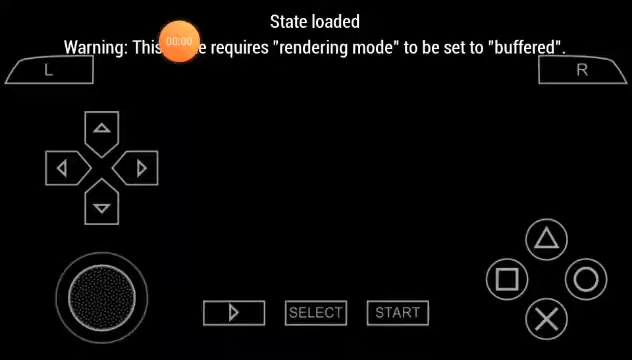 State loaded
Warning: This e requires "rendering mode" to be set to "buffered".
00:00
L
R
SELECT
START